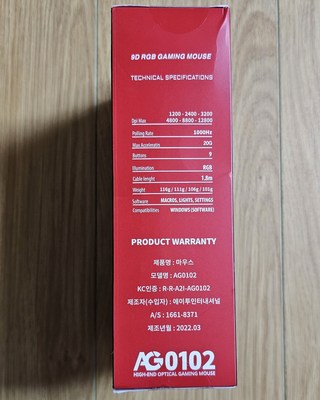 9D RGB GAMING MOUSE
TECHNICAL SPECIFICATIONS
1200 - 2400 - 3200
Dpi Max 4800 - 8800 - 12800
Polling Rate 1000Hz
Max Acceleratin 20G
Buttons 9
Illumination RGB
Cable lenght 1.8m
Weight 116g / 111g / 106g / 101g
Software MACROS, LIGHTS, SETTINGS
Compatibilities WINDOWS (SOFTWARE)
PRODUCT WARRANTY
제품명 : 마우스
모델명 : AG0102
KC인증 : R-R-A2I-AG0102
제조자(수입자) : 에이투인터내셔널
A/S : 1661-8371
제조년월 : 2022.03
AG0102
HIGH-END OPTICAL GAMING MOUSE